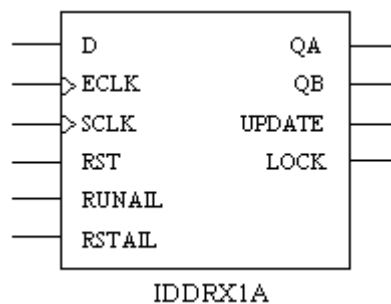 D QA
ECLK QB
SCLK UPDATE
RST LOCK
RUNAIL
RSTAIL
IDDRX1A